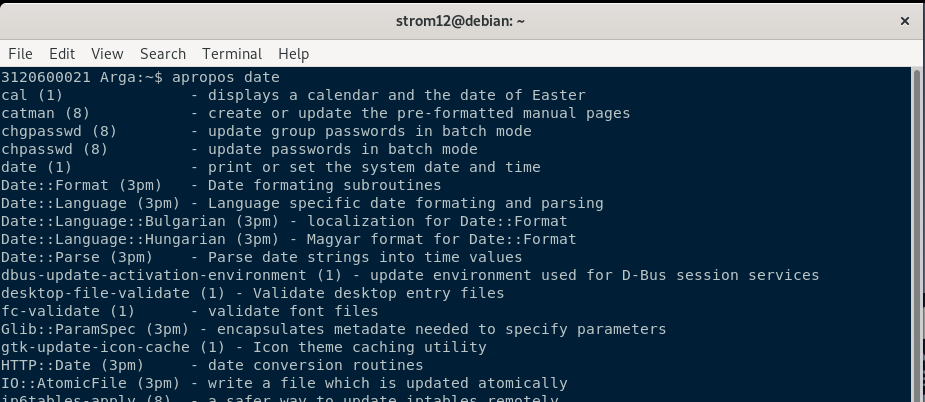 strom12@debian: ~
×
File Edit View Search Terminal Help
3120600021 Arga:~$ apropos date
cal (1)              - displays a calendar and the date of Easter
catman (8)           - create or update the pre-formatted manual pages
chgpasswd (8)        - update group passwords in batch mode
chpasswd (8)         - update passwords in batch mode
date (1)             - print or set the system date and time
Date::Format (3pm)   - Date formating subroutines
Date::Language (3pm) - Language specific date formating and parsing
Date::Language::Bulgarian (3pm) - localization for Date::Format
Date::Language::Hungarian (3pm) - Magyar format for Date::Format
Date::Parse (3pm)    - Parse date strings into time values
dbus-update-activation-environment (1) - update environment used for D-Bus session services
desktop-file-validate (1) - Validate desktop entry files
fc-validate (1)      - validate font files
Glib::ParamSpec (3pm) - encapsulates metadate needed to specify parameters
gtk-update-icon-cache (1) - Icon theme caching utility
HTTP::Date (3pm)     - date conversion routines
IO::AtomicFile (3pm) - write a file which is updated atomically
ip6tables-apply (8)  - a safer way to update iptables remotely